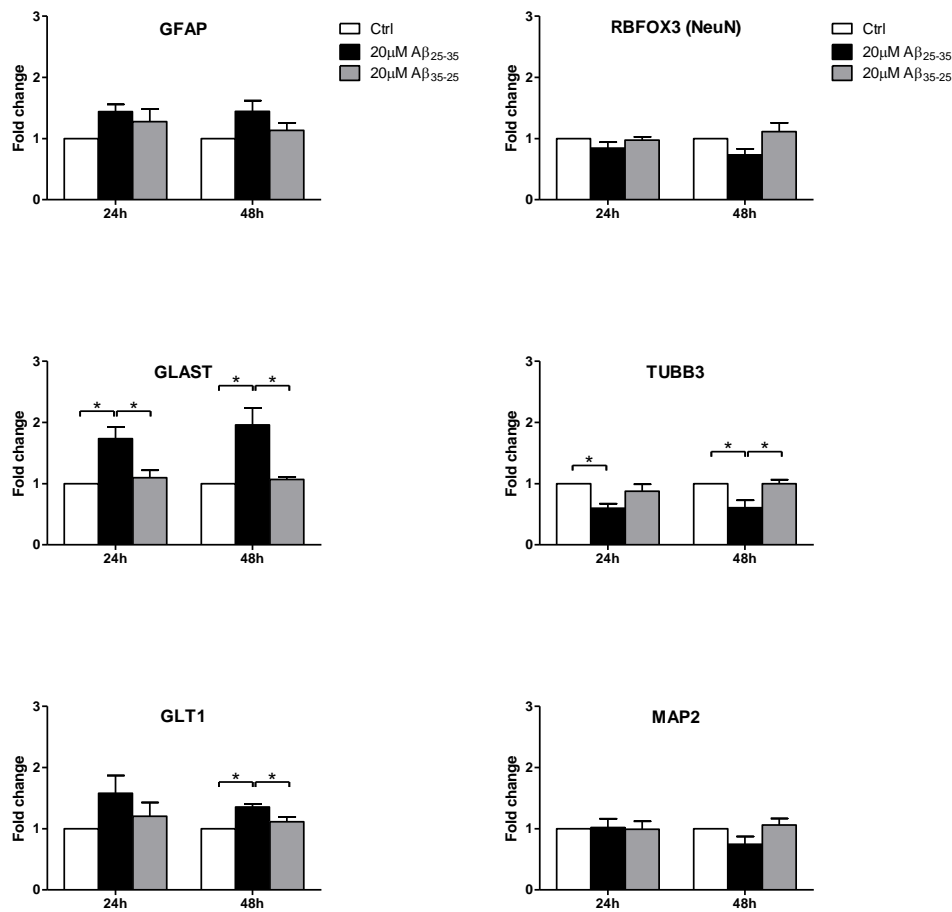 GFAP
Ctrl
20μM Aβ25-35
20μM Aβ35-25
Fold change
3
2
1
0
24h
48h
RBFOX3 (NeuN)
Ctrl
20μM Aβ25-35
20μM Aβ35-25
Fold change
3
2
1
0
24h
48h
GLAST
Fold change
3
2
1
0
* * * *
24h
48h
TUBB3
Fold change
3
2
1
0
* * *
24h
48h
GLT1
Fold change
3
2
1
0
* *
24h
48h
MAP2
Fold change
3
2
1
0
24h
48h